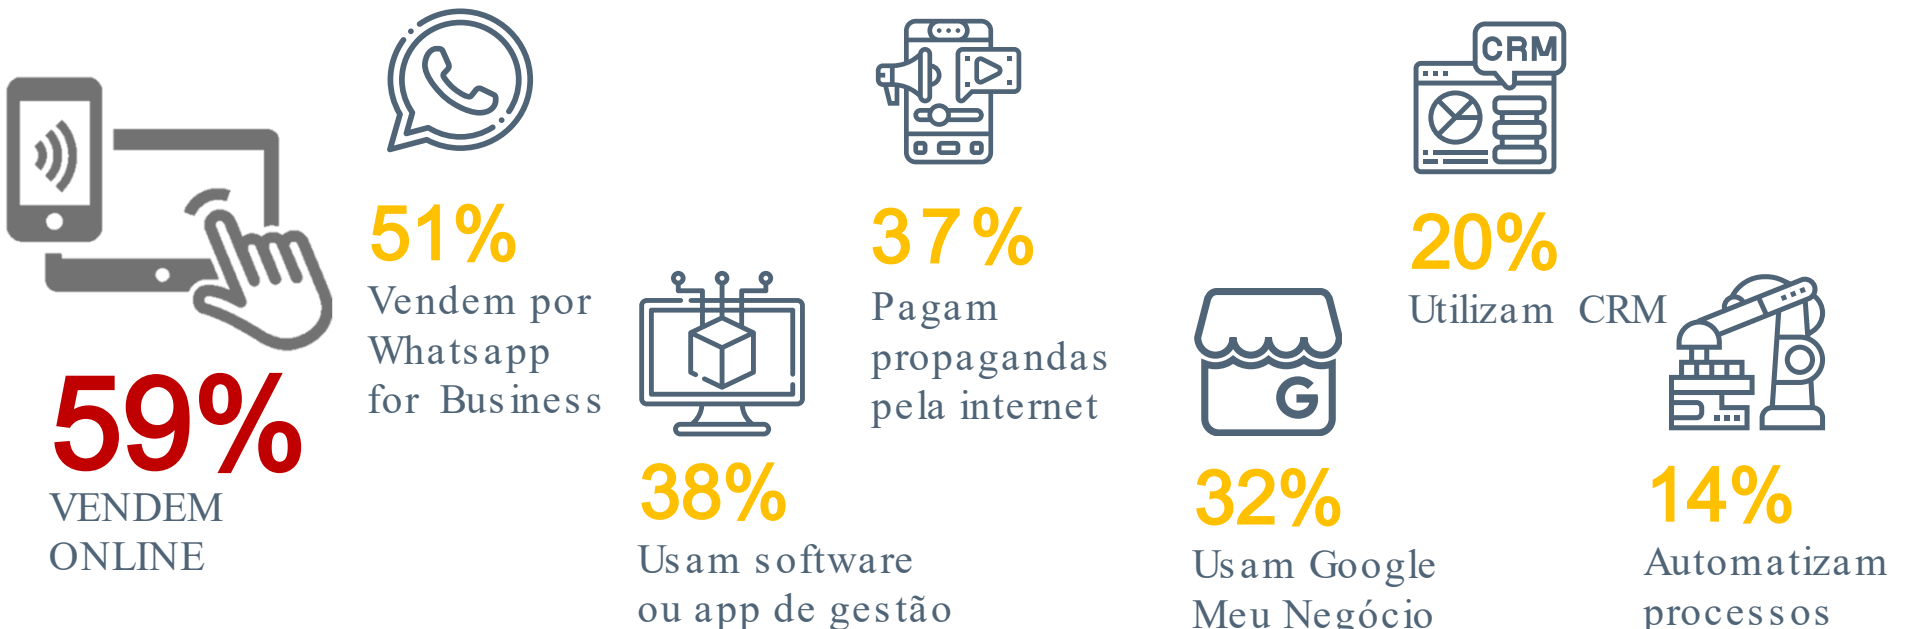 59%
VENDEM
ONLINE
51%
Vendem por
Whatsapp
for Business
38%
Usam software
ou app de gestão
37%
Pagam
propagandas
pela internet
G
32%
Usam Google
Meu Negócio
CRM
20%
Utilizam CRM
14%
Automatizam
processos